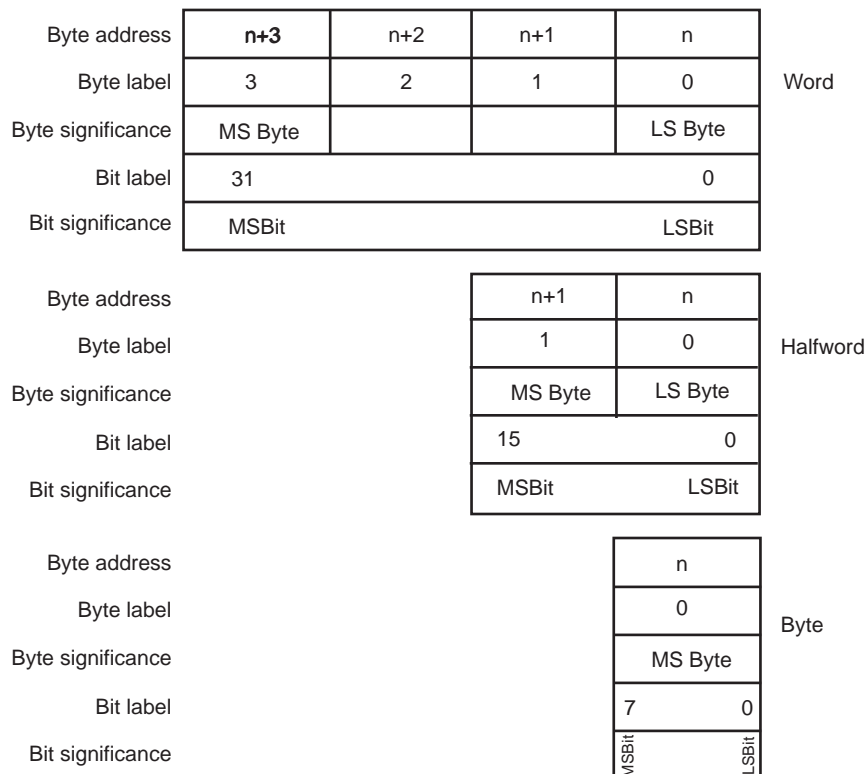 Byte address n+3 n+2 n+1 n
Byte label 3 2 1 0 Word
Byte significance MS Byte LS Byte
Bit label 31 0
Bit significance MSBit LSBit
Byte address n+1 n
Byte label 1 0 Halfword
Byte significance MS Byte LS Byte
Bit label 15 0
Bit significance MSBit LSBit
Byte address n
Byte label 0 Byte
Byte significance MS Byte
Bit label 7 0
Bit significance MSBit LSBit